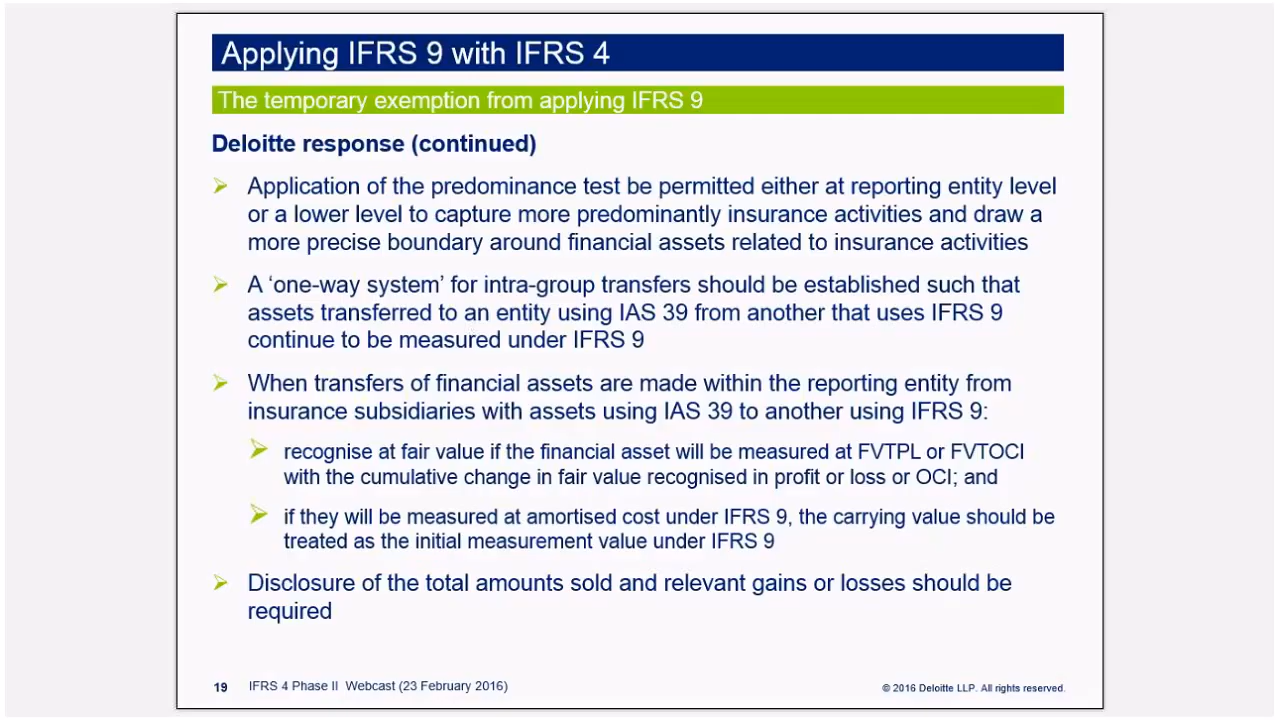 Applying IFRS 9 with IFRS 4
The temporary exemption from applying IFRS 9
Deloitte response (continued)
Application of the predominance test be permitted either at reporting entity level
or a lower level to capture more predominantly insurance activities and draw a
more precise boundary around financial assets related to insurance activities
A ‘one-way system’ for intra-group transfers should be established such that
assets transferred to an entity using IAS 39 from another that uses IFRS 9
continue to be measured under IFRS 9
When transfers of financial assets are made within the reporting entity from
insurance subsidiaries with assets using IAS 39 to another using IFRS 9:
recognise at fair value if the financial asset will be measured at FVTPL or FVTOCI
with the cumulative change in fair value recognised in profit or loss or OCI; and
if they will be measured at amortised cost under IFRS 9, the carrying value should be
treated as the initial measurement value under IFRS 9
Disclosure of the total amounts sold and relevant gains or losses should be
required
19 IFRS 4 Phase II Webcast (23 February 2016)
© 2016 Deloitte LLP. All rights reserved.